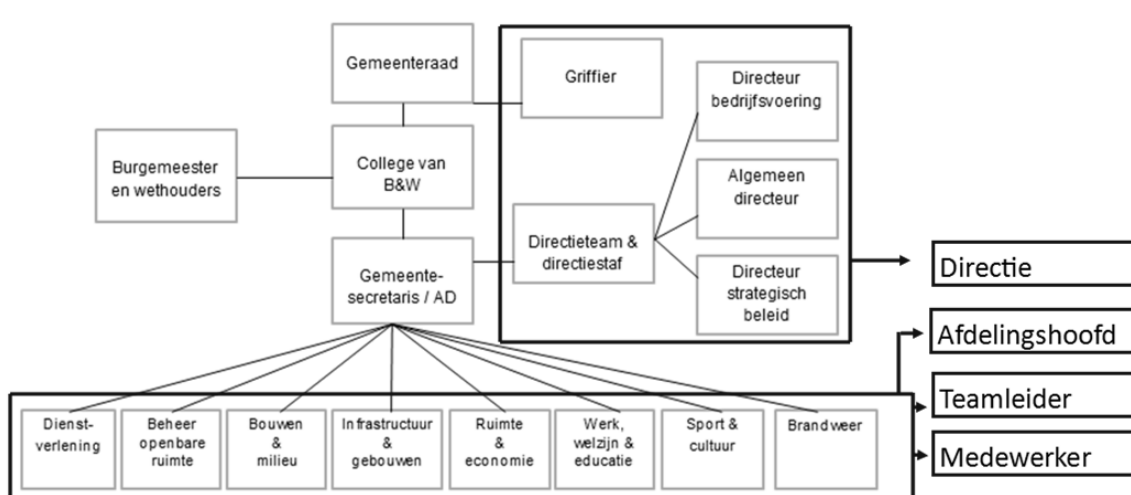 Gemeenteraad
Griffier
Directeur
bedrijfsvoering
Burgemeester
en wethouders
College van
B&W
Algemeen
directeur
Directieteam &
directiestaf
Gemeente-
secretaris / AD
Directeur
strategisch
beleid
Directie
Afdelingshoofd
Teamleider
Medewerker
Dienst-
verlening
Beheer
openbare
ruimte
Bouwen
&
milieu
Infrastructuur
&
gebouwen
Ruimte
&
economie
Werk,
welzijn &
educatie
Sport &
cultuur
Brandweer